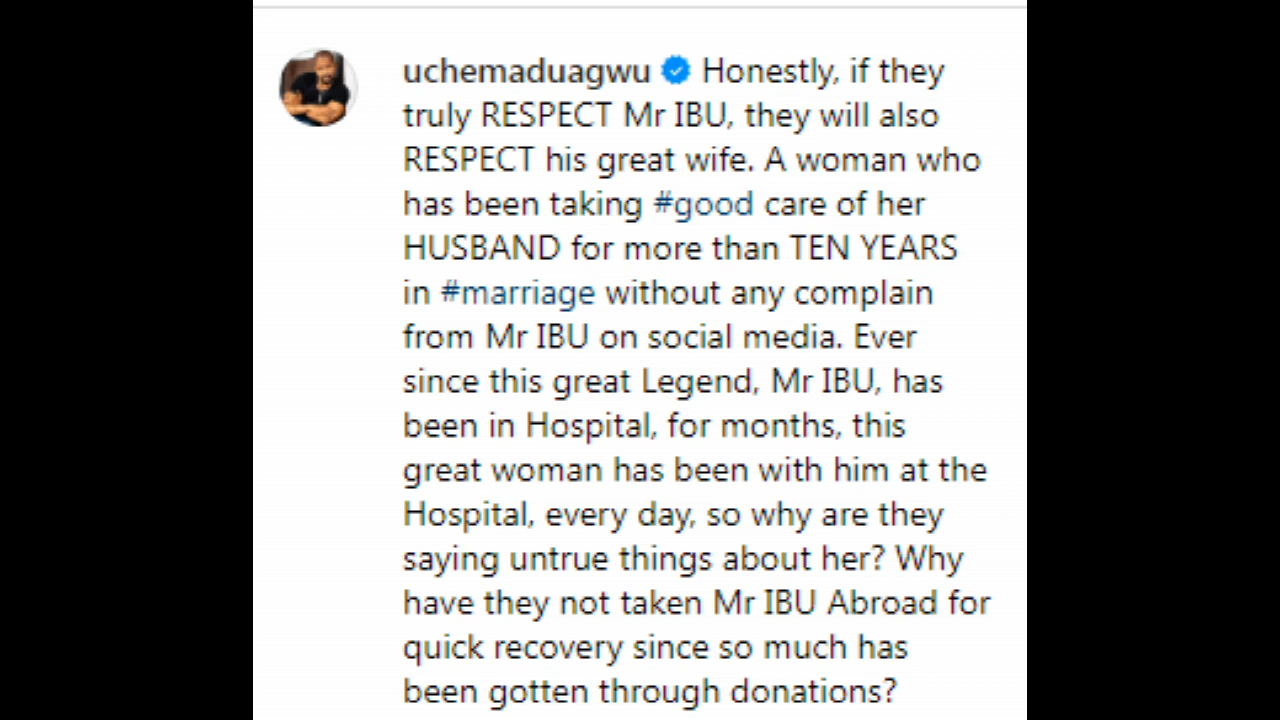 uchemaduagwu Honestly, if they
truly RESPECT Mr IBU, they will also
RESPECT his great wife. A woman who
has been taking #good care of her
HUSBAND for more than TEN YEARS
in #marriage without any complain
from Mr IBU on social media. Ever
since this great Legend, Mr IBU, has
been in Hospital, for months, this
great woman has been with him at the
Hospital, every day, so why are they
saying untrue things about her? Why
have they not taken Mr IBU Abroad for
quick recovery since so much has
been gotten through donations?